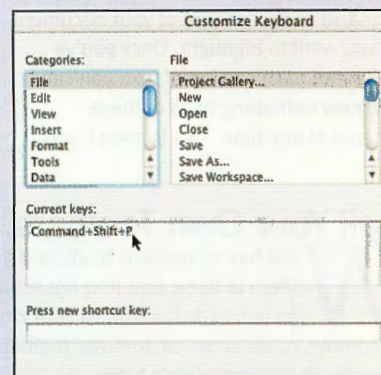 Customize Keyboard
Categories:
File
Edit
View
Insert
Format
Tools
Data
File
Project Gallery...
New
Open
Close
Save
Save As...
Save Workspace...
Current keys:
Command+Shift+P
Press new shortcut key: